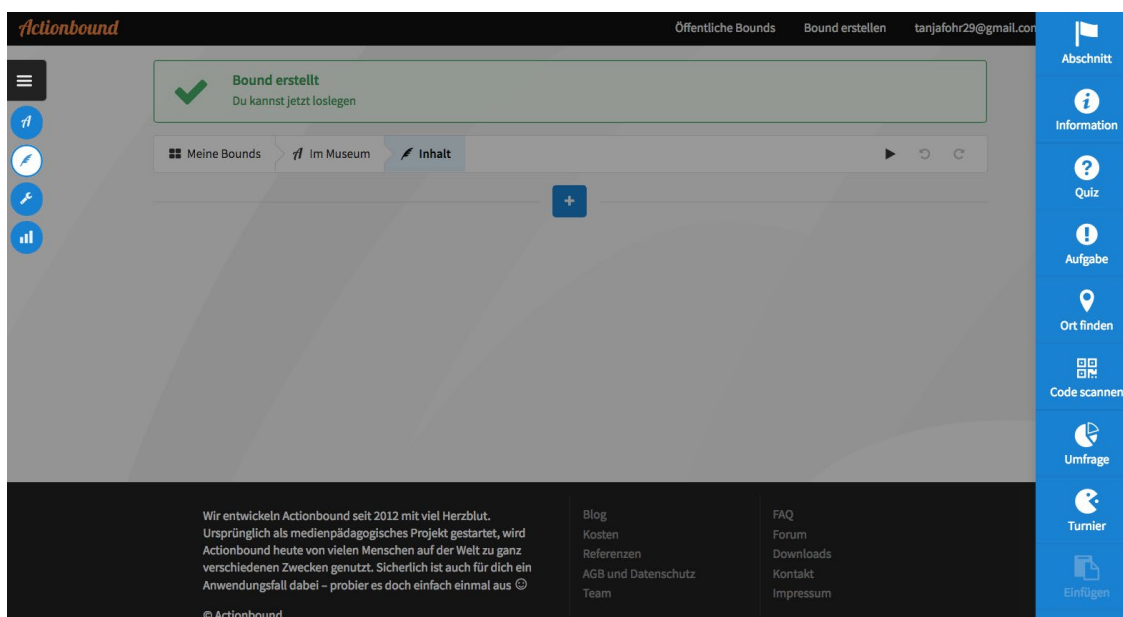 Actionbound
Öffentliche Bounds
Bound erstellen
tanjafohr29@gmail.con
Bound erstellt
Du kannst jetzt loslegen
Meine Bounds
Im Museum
Inhalt
Abschnitt
Information
Quiz
Aufgabe
Ort finden
Code scannen
Umfrage
Turnier
Einfügen
Wir entwickeln Actionbound seit 2012 mit viel Herzblut.
Ursprünglich als medienpädagogisches Projekt gestartet, wird
Actionbound heute von vielen Menschen auf der Welt zu ganz
verschiedenen Zwecken genutzt. Sicherlich ist auch für dich ein
Anwendungsfall dabei – probier es doch einfach einmal aus ☺
© Actionbound
Blog
Kosten
Referenzen
AGB und Datenschutz
Team
FAQ
Forum
Downloads
Kontakt
Impressum